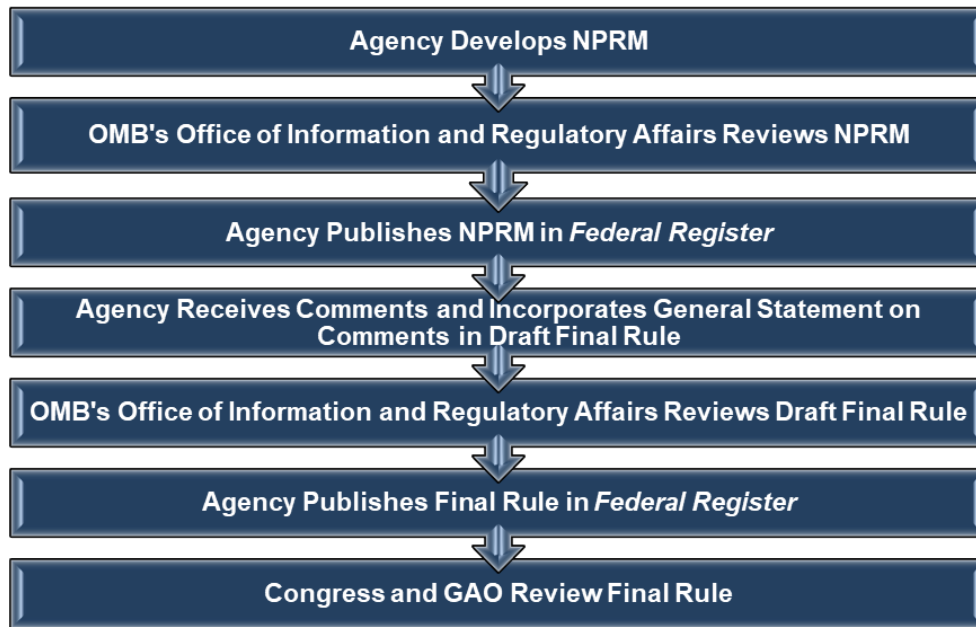 Agency Develops NPRM
OMB's Office of Information and Regulatory Affairs Reviews NPRM
Agency Publishes NPRM in Federal Register
Agency Receives Comments and Incorporates General Statement on
Comments in Draft Final Rule
OMB's Office of Information and Regulatory Affairs Reviews Draft Final Rule
Agency Publishes Final Rule in Federal Register
Congress and GAO Review Final Rule